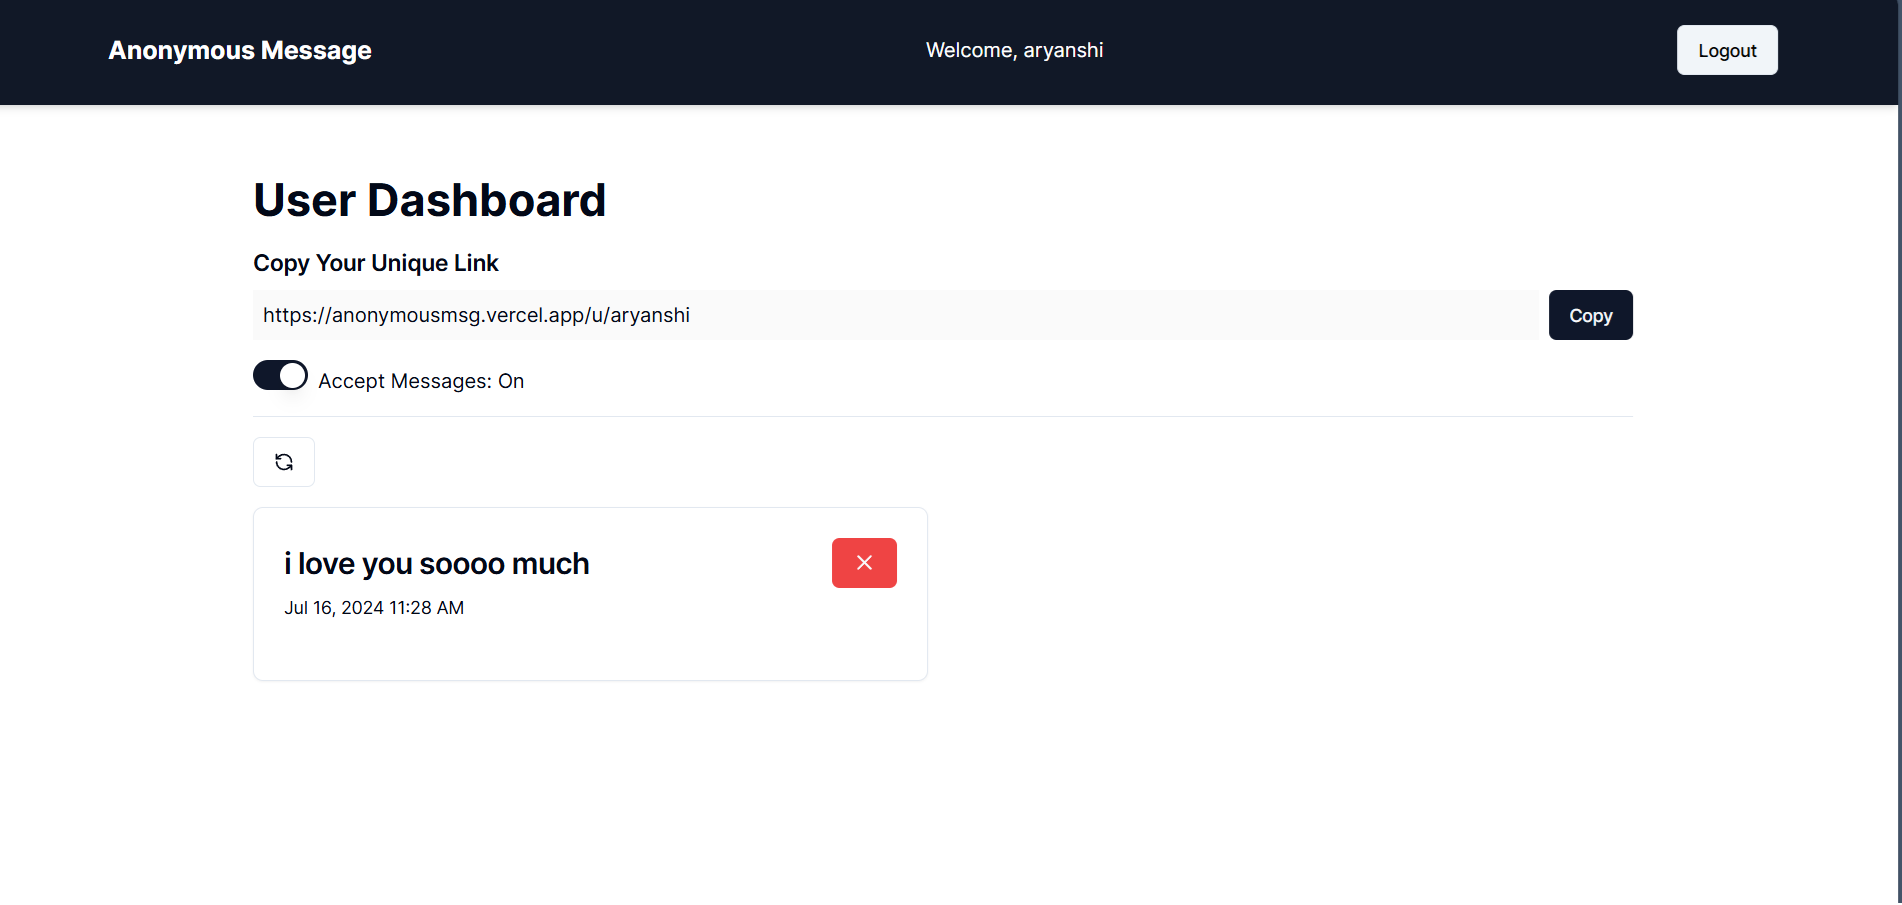 Anonymous Message
Welcome, aryanshi
Logout
User Dashboard
Copy Your Unique Link
https://anonymousmsg.vercel.app/u/aryanshi
Copy
Accept Messages: On
i love you soooo much
Jul 16, 2024 11:28 AM